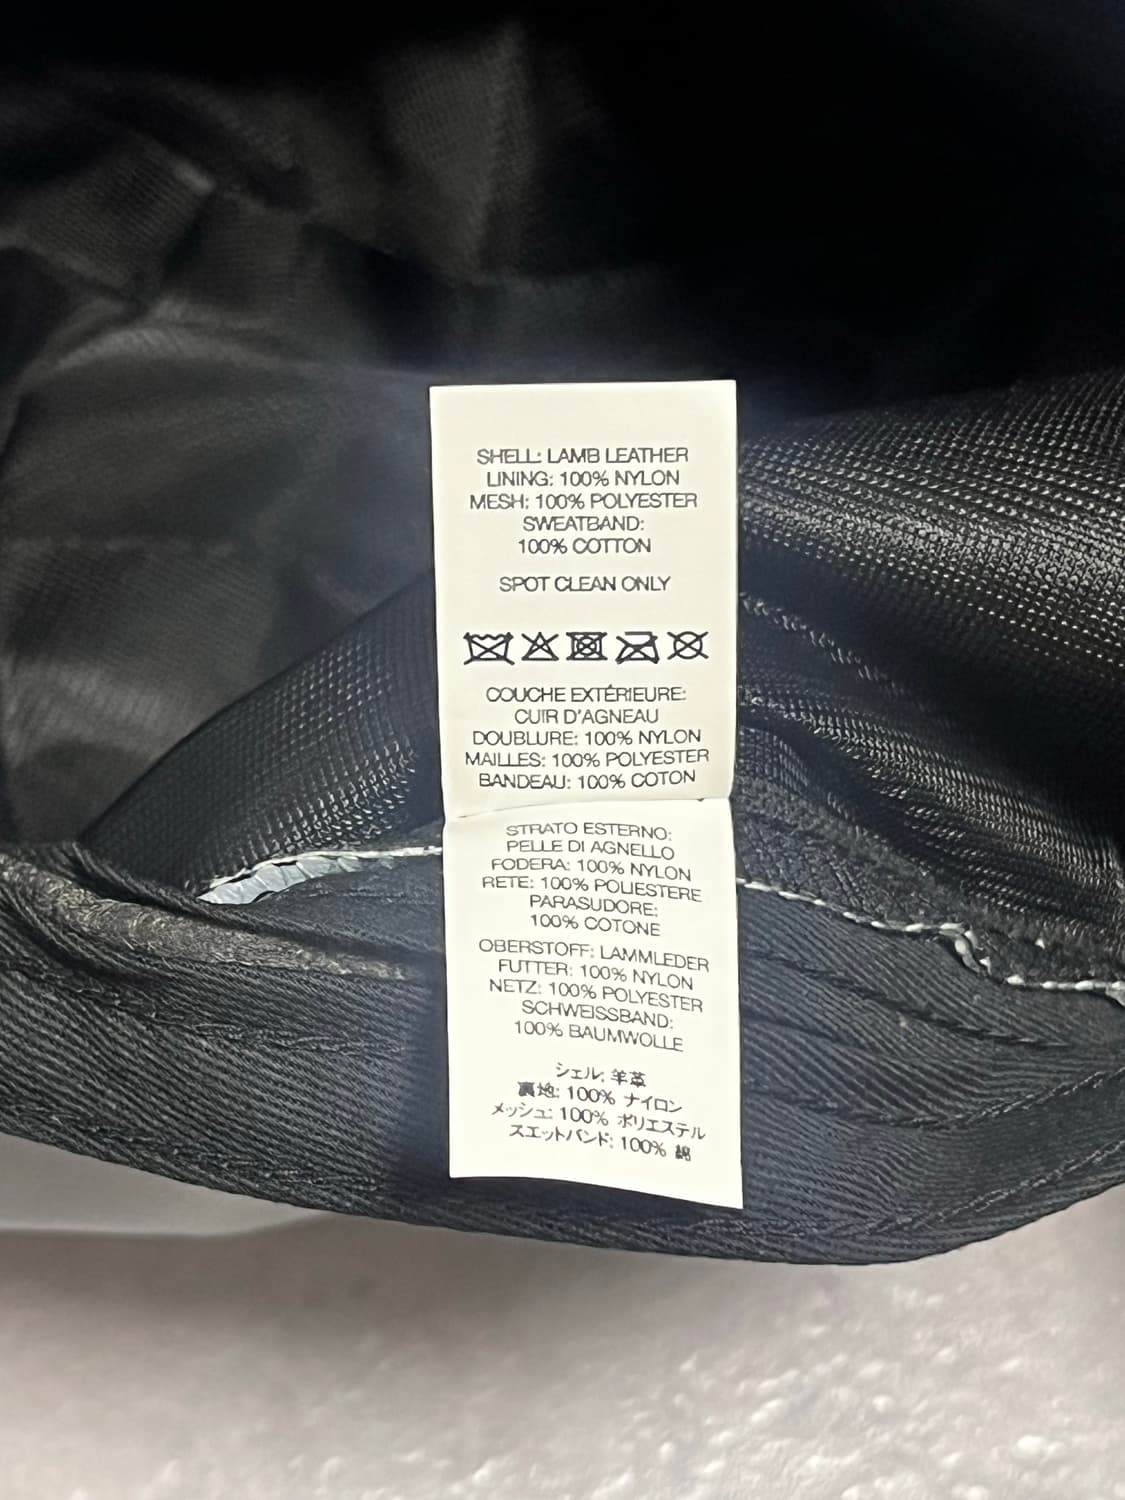 SHELL: LAMB LEATHER
LINING: 100% NYLON
MESH: 100% POLYESTER
SWEATBAND:
100% COTTON
SPOT CLEAN ONLY
COUCHE EXTÉRIEURE:
CUIR D'AGNEAU
DOUBLURE: 100% NYLON
MAILLES: 100% POLYESTER
BANDEAU: 100% COTON
STRATO ESTERNO:
PELLE DI AGNELLO
FODERA: 100% NYLON
RETE: 100% POLIESTERE
PARASUDORE:
100% COTONE
OBERSTOFF: LAMMLEDER
FUTTER: 100% NYLON
NETZ: 100% POLYESTER
SCHWEISSBAND:
100% BAUMWOLLE
シェル: 羊革
裏地: 100% ナイロン
メッシュ: 100% ポリエステル
スエットバンド: 100% 綿